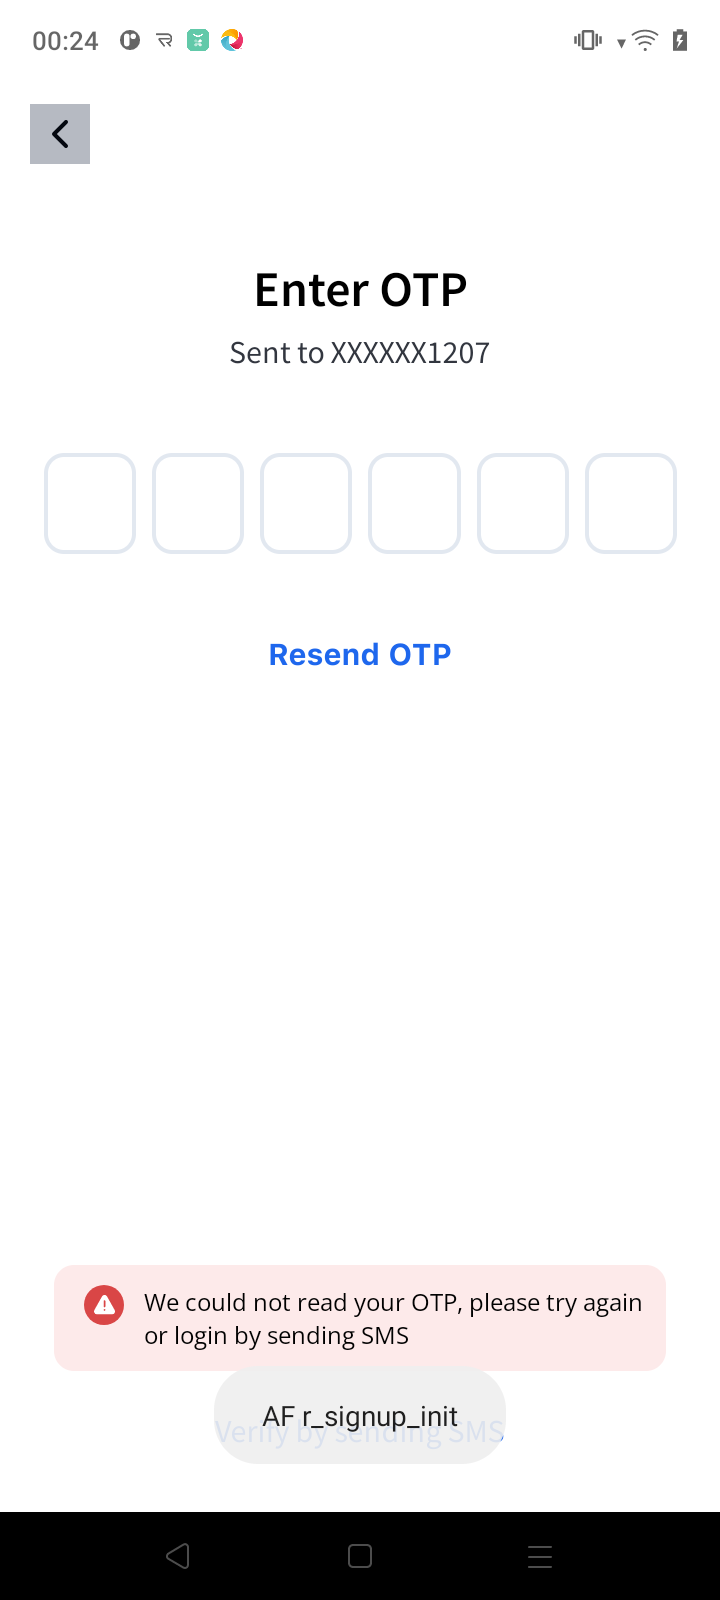 00:24
Enter OTP
Sent to XXXXXX1207
Resend OTP
We could not read your OTP, please try again
or login by sending SMS
AF r_signup_init
Verify by sending SMS